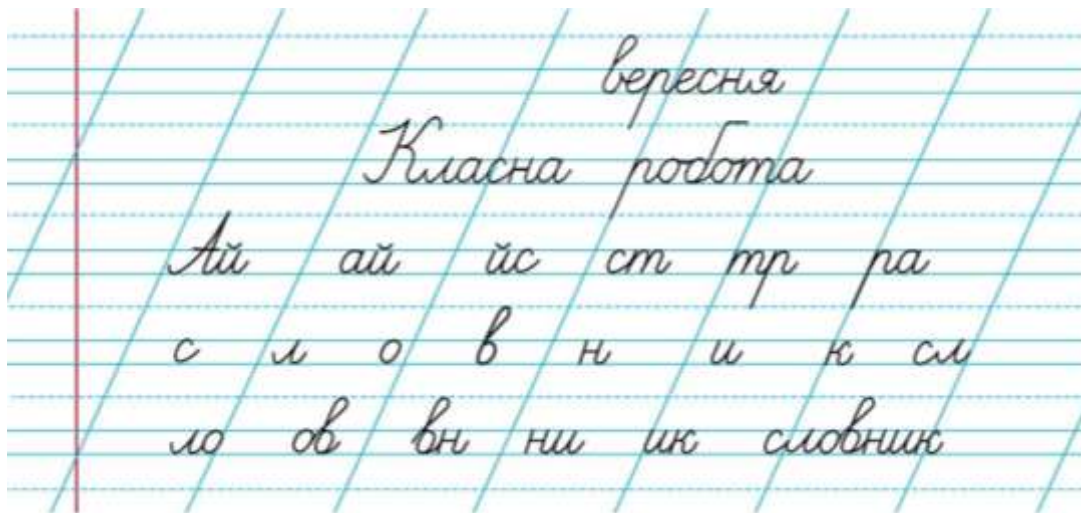 вересня
Класна робота
Ай ай йс ст тр ра
с л о в н и к сл
ло ов вн ни ик словник